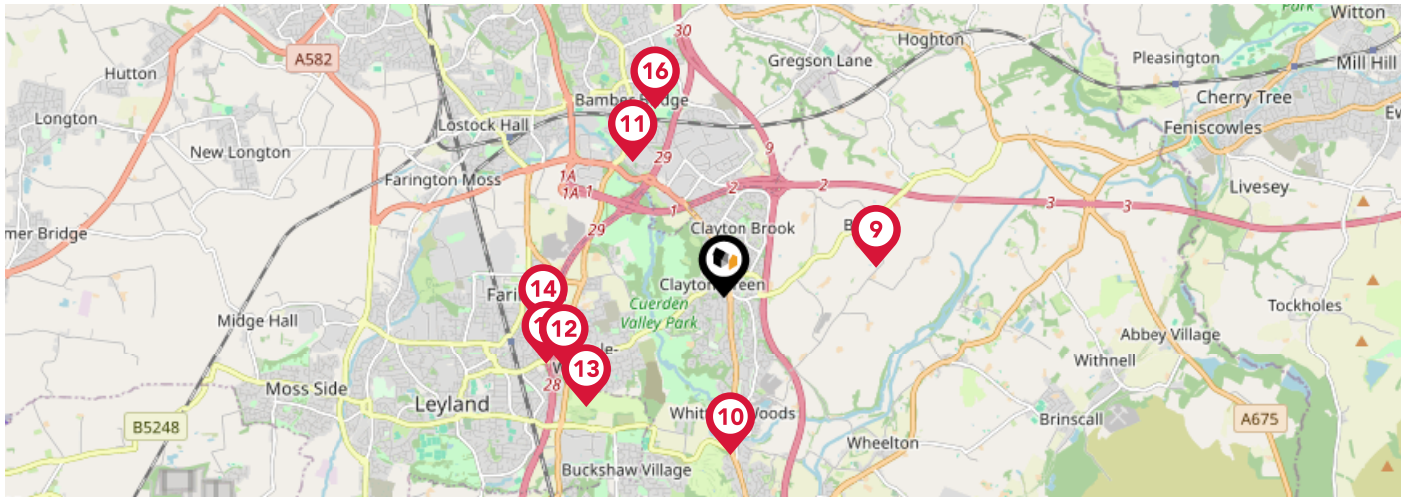 Park
Witton
30
Hoghton
A582
Gregson Lane
Pleasington
Mill Hill
Hutton
16
Bamber Bridge
Cherry Tree
Longton
Lostock Hall
11
Feniscowles
New Longton
29
9
Farington Moss
1A
1A
1
2
2
Livesey
1
3
3
mer Bridge
29
Clayton Brook
9
14
Clayton Green
Cuerden
Valley Park
Tockholes
Midge Hall
12
Abbey Village
Withnell
13
28
Moss Side
Leyland
10
Brinscall
B5248
A675
Wheelton
Buckshaw Village